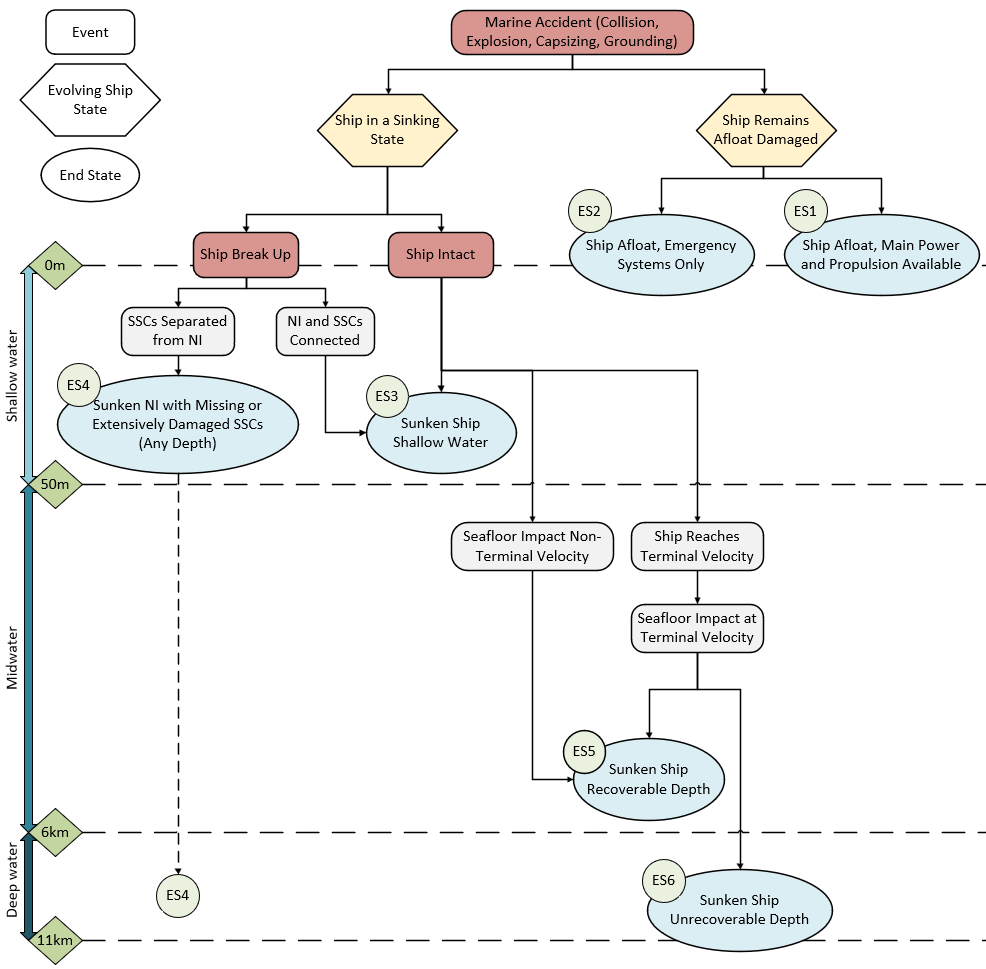 Event
Evolving Ship
State
End State
Marine Accident (Collision,
Explosion, Capsizing, Grounding)
Ship in a Sinking
State
Ship Remains
Afloat Damaged
ES2
Ship Afloat, Emergency
Systems Only
ES1
Ship Afloat, Main Power
and Propulsion Available
Ship Break Up
Ship Intact
0m
Shallow water
SSCs Separated
from NI
NI and SSCs
Connected
ES4
Sunken NI with Missing or
Extensively Damaged SSCs
(Any Depth)
ES3
Sunken Ship
Shallow Water
50m
Midwater
Seafloor Impact Non-
Terminal Velocity
Ship Reaches
Terminal Velocity
Seafloor Impact at
Terminal Velocity
ES5
Sunken Ship
Recoverable Depth
6km
Deep water
ES4
ES6
Sunken Ship
Unrecoverable Depth
11km